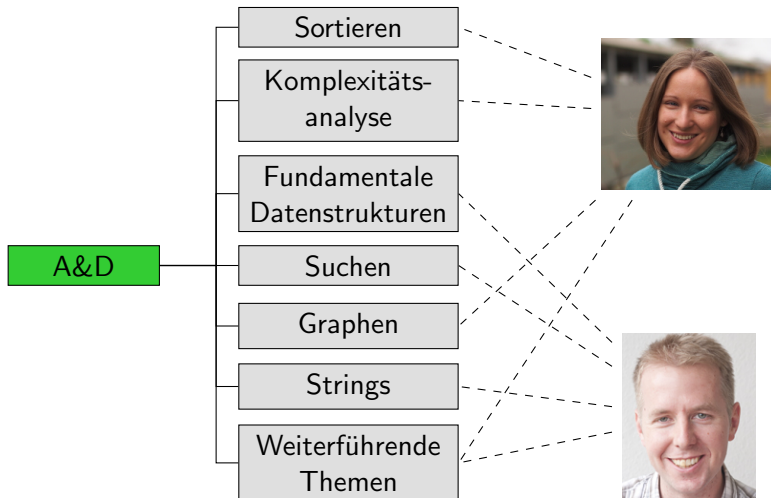 Sortieren
Komplexitäts-
analyse
Fundamentale
Datenstrukturen
A&D
Suchen
Graphen
Strings
Weiterführende
Themen